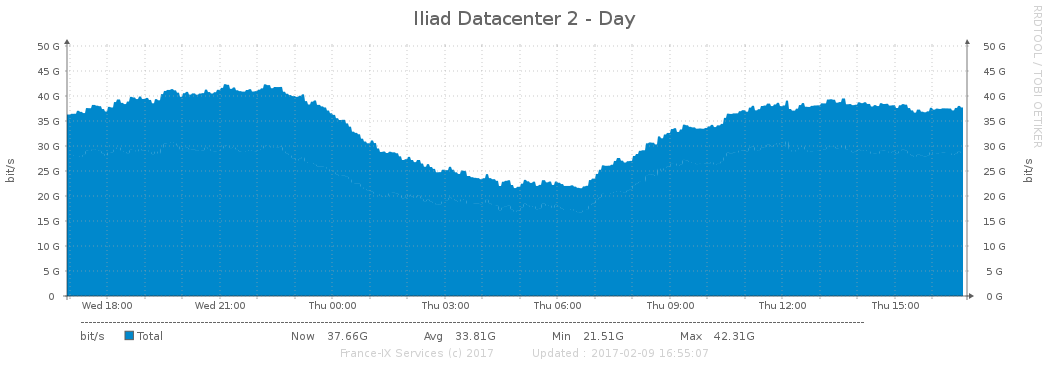 Iliad Datacenter 2 - Day
RRDTOOL / TOBI OETIKER
50 G 50 G
45 G 45 G
40 G 40 G
35 G 35 G
30 G 30 G
25 G 25 G
20 G 20 G
15 G 15 G
10 G 10 G
5 G 5 G
0 0 G
bit/s bit/s
Wed 18:00 Wed 21:00 Thu 00:00 Thu 03:00 Thu 06:00 Thu 09:00 Thu 12:00 Thu 15:00
bit/s Total Now 37.66G Avg 33.81G Min 21.51G Max 42.31G
France-IX Services (c) 2017 Updated : 2017-02-09 16:55:07